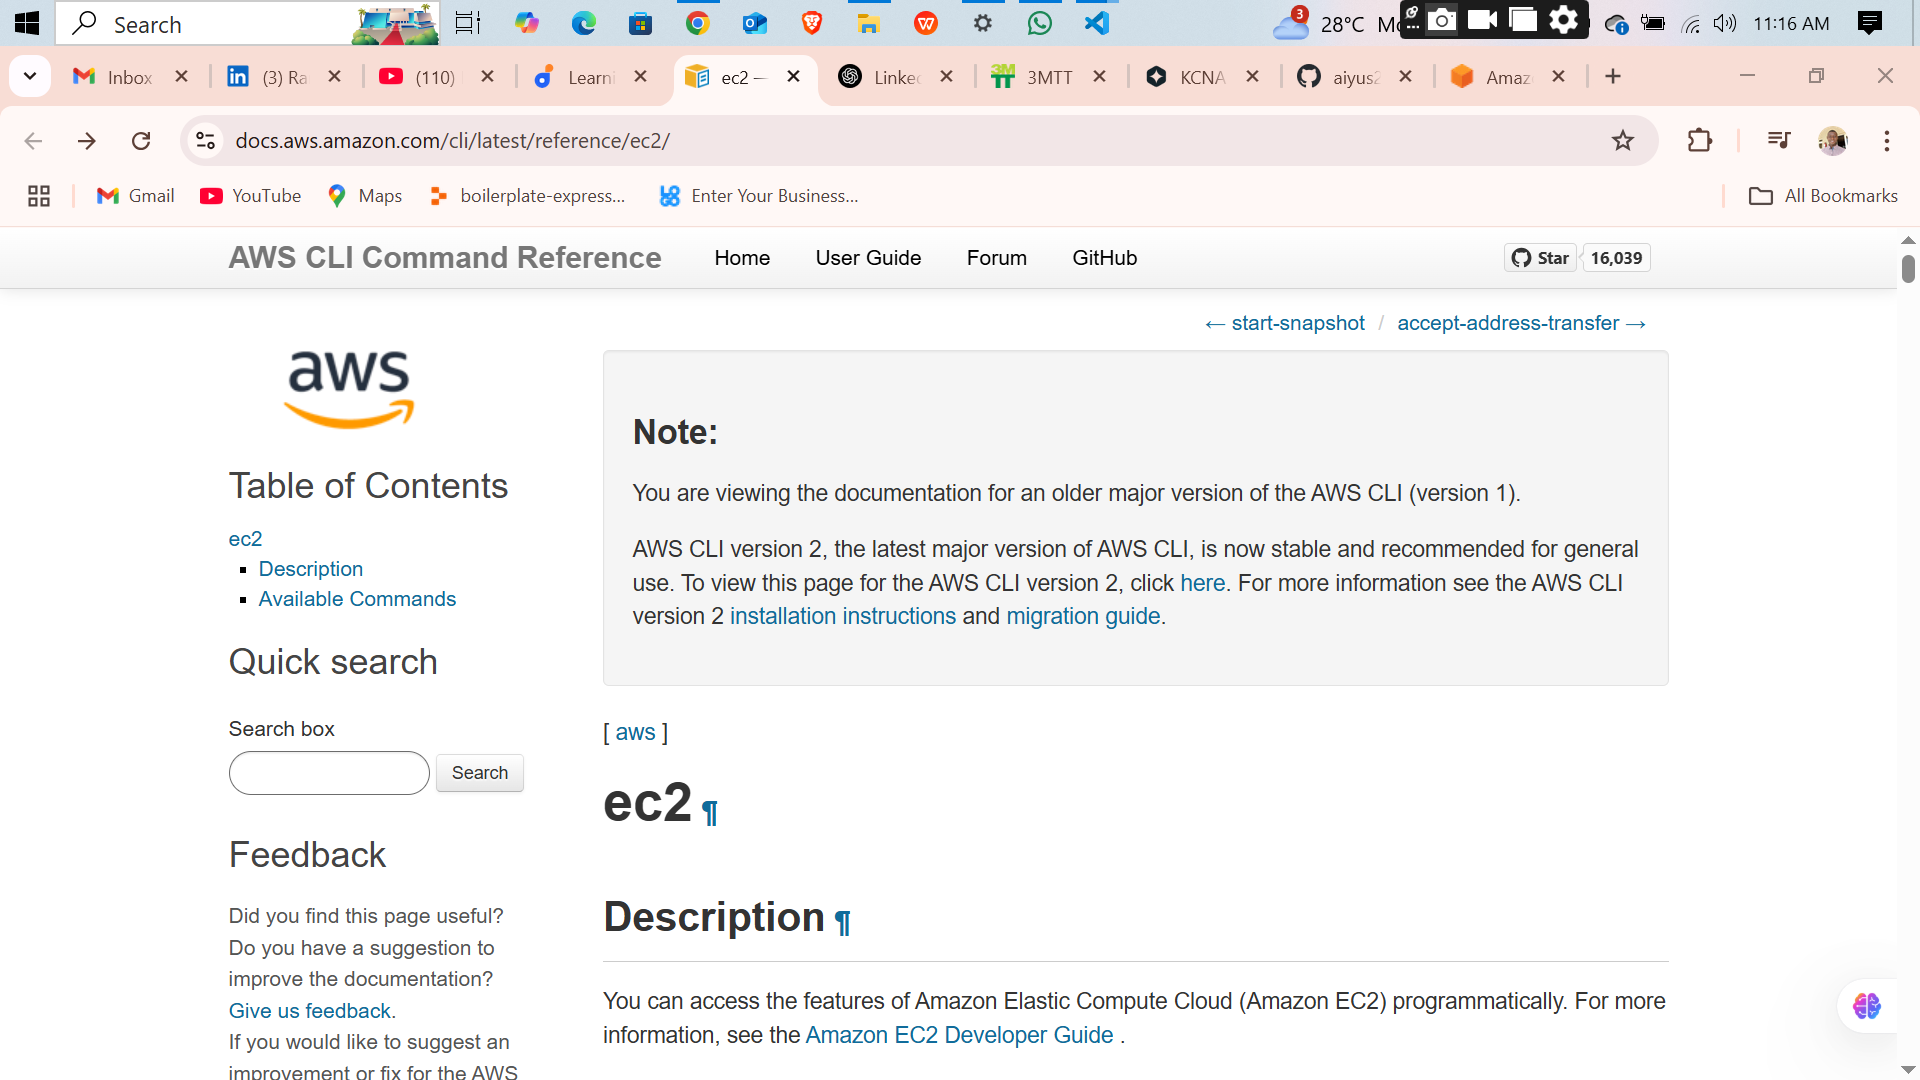 Search
3
28°C
11:16 AM
Inbox
(3) Ra
(110)
Learni
ec2 —
Linked
3MTT
KCNA
aiyus2
Amaz
docs.aws.amazon.com/cli/latest/reference/ec2/
Gmail
YouTube
Maps
boilerplate-express...
Enter Your Business...
All Bookmarks
AWS CLI Command Reference
Home
User Guide
Forum
GitHub
Star
16,039
← start-snapshot / accept-address-transfer →
aws
Table of Contents
ec2
Description
Available Commands
Quick search
Search box
Search
Feedback
Did you find this page useful?
Do you have a suggestion to
improve the documentation?
Give us feedback.
If you would like to suggest an
improvement or fix for the AWS
Note:
You are viewing the documentation for an older major version of the AWS CLI (version 1).
AWS CLI version 2, the latest major version of AWS CLI, is now stable and recommended for general
use. To view this page for the AWS CLI version 2, click here. For more information see the AWS CLI
version 2 installation instructions and migration guide.
[ aws ]
ec2 ¶
Description ¶
You can access the features of Amazon Elastic Compute Cloud (Amazon EC2) programmatically. For more
information, see the Amazon EC2 Developer Guide .